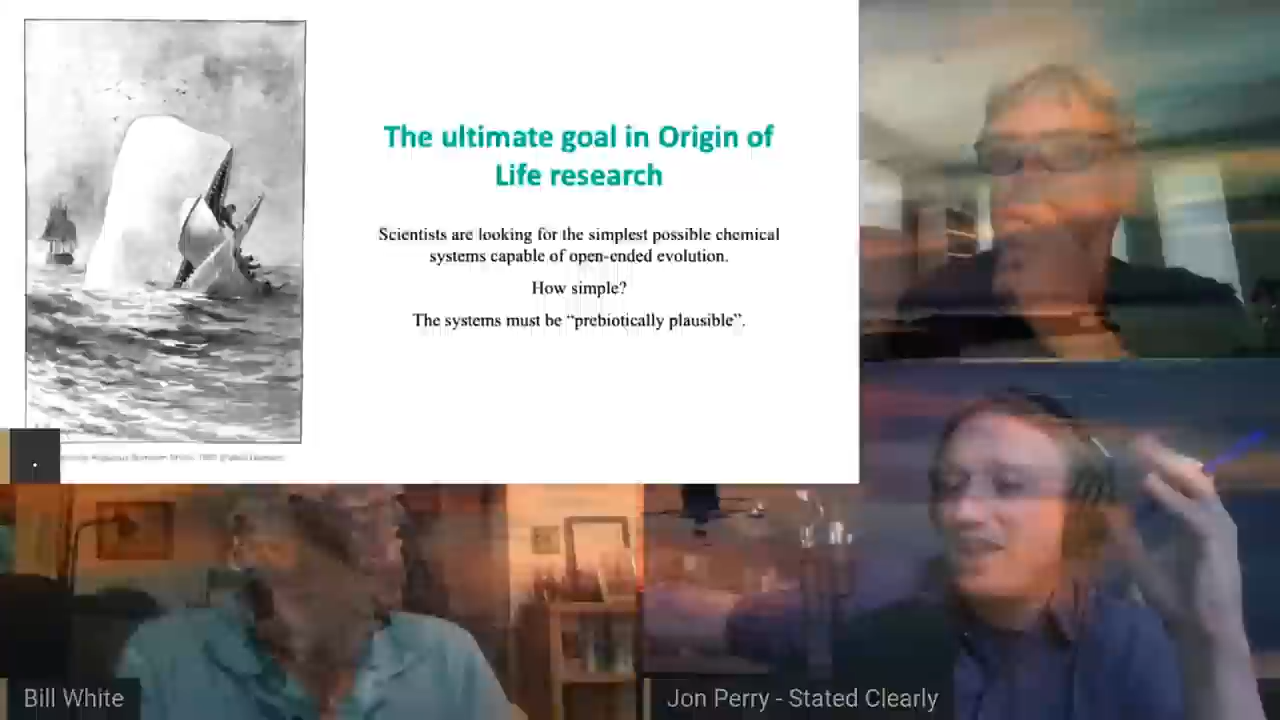 The ultimate goal in Origin of
Life research
Scientists are looking for the simplest possible chemical
systems capable of open-ended evolution.
How simple?
The systems must be “prebiotically plausible”.
Bill White
Jon Perry - Stated Clearly